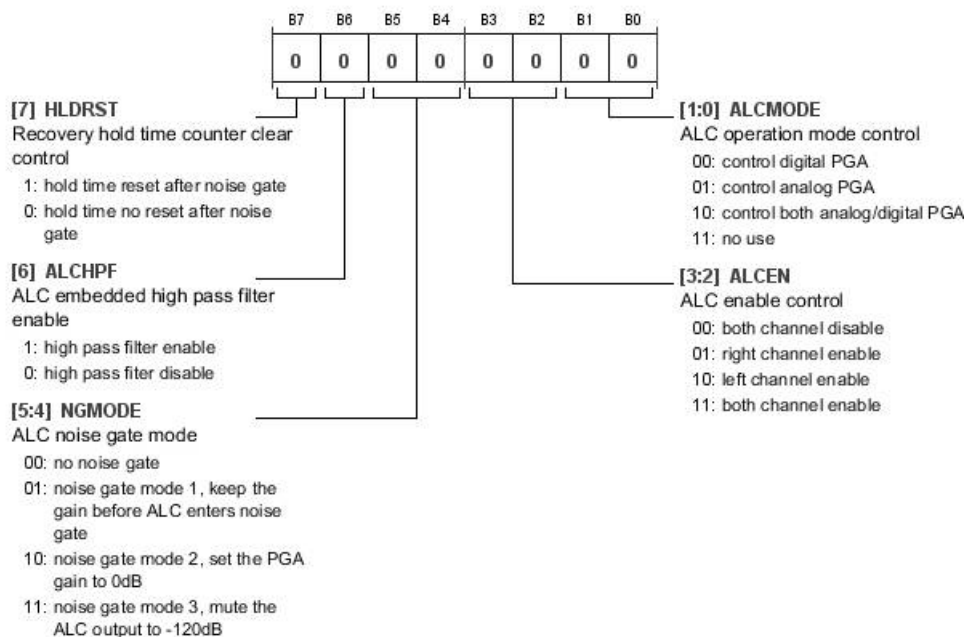 B7 B6 B5 B4 B3 B2 B1 B0
0 0 0 0 0 0 0 0
[7] HLDRST
Recovery hold time counter clear
control
1: hold time reset after noise gate
0: hold time no reset after noise
gate
[6] ALCHPF
ALC embedded high pass filter
enable
1: high pass filter enable
0: high pass fiter disable
[5:4] NGMODE
ALC noise gate mode
00: no noise gate
01: noise gate mode 1, keep the
gain before ALC enters noise
gate
10: noise gate mode 2, set the PGA
gain to 0dB
11: noise gate mode 3, mute the
ALC output to -120dB
[1:0] ALCMODE
ALC operation mode control
00: control digital PGA
01: control analog PGA
10: control both analog/digital PGA
11: no use
[3:2] ALCEN
ALC enable control
00: both channel disable
01: right channel enable
10: left channel enable
11: both channel enable